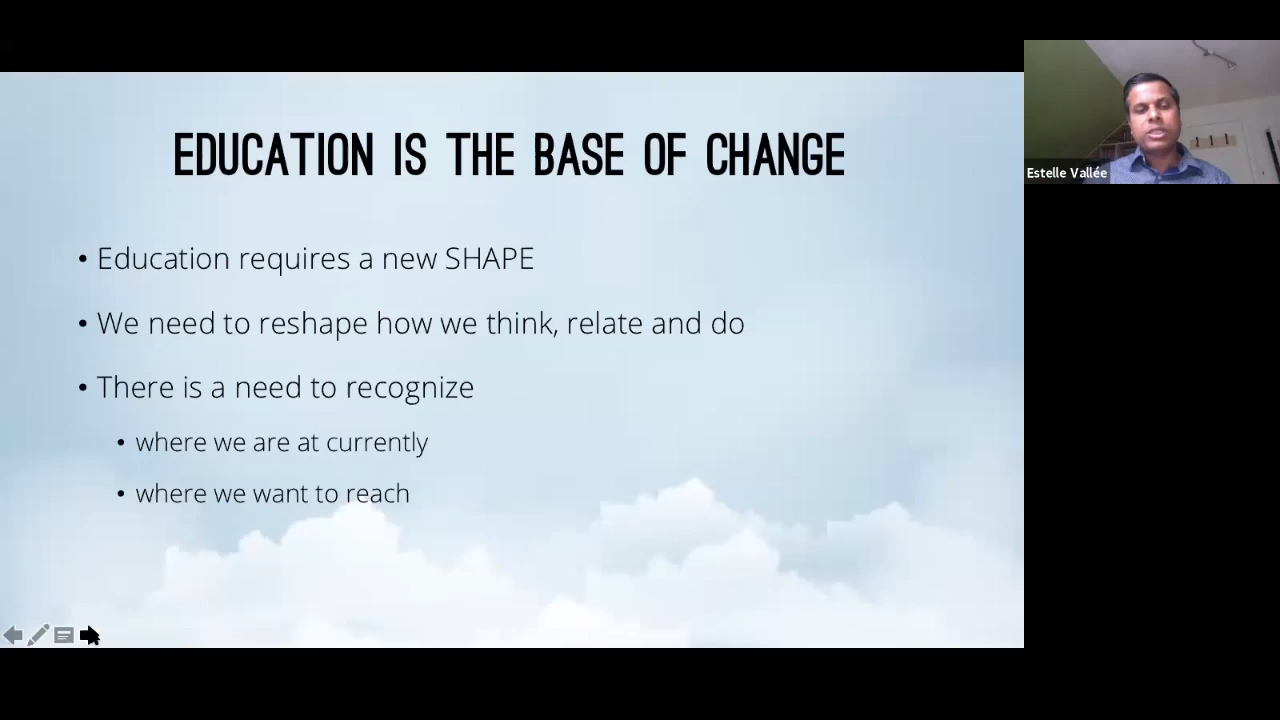 EDUCATION IS THE BASE OF CHANGE
• Education requires a new SHAPE
• We need to reshape how we think, relate and do
• There is a need to recognize
• where we are at currently
• where we want to reach
Estelle Vallée